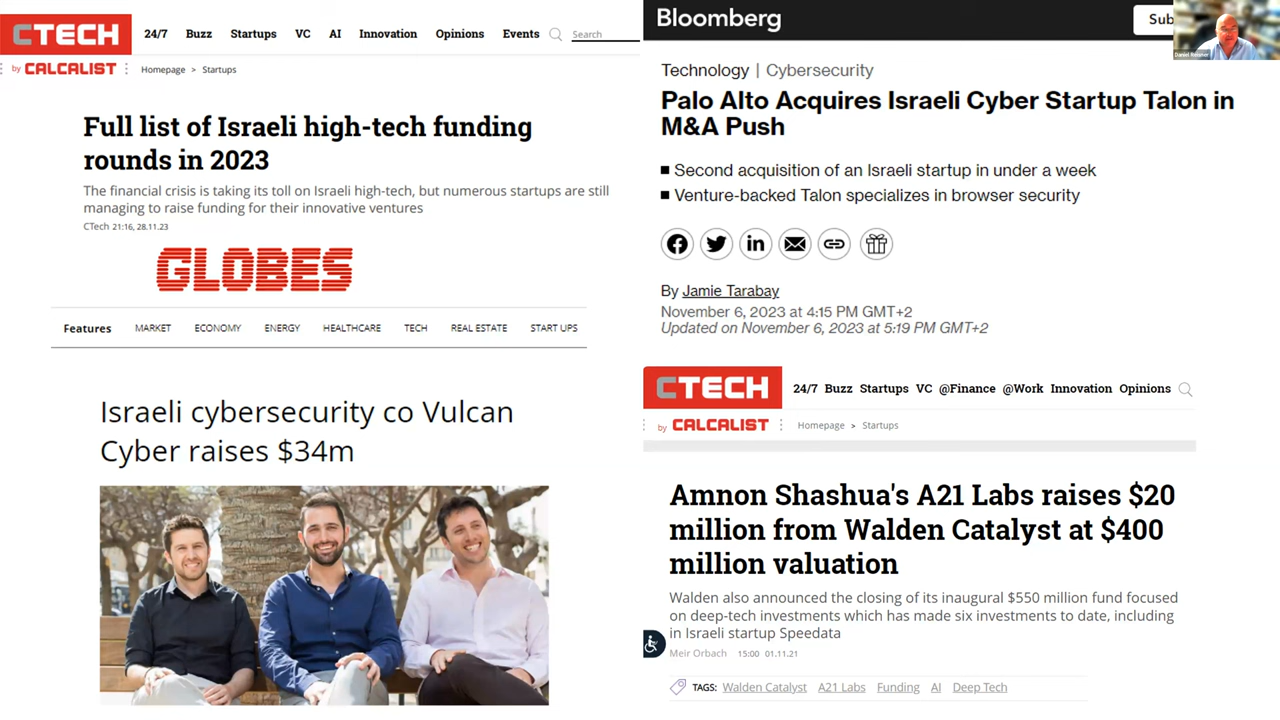 CTECH
24/7 Buzz Startups VC AI Innovation Opinions Events Search
by CALCALIST
Homepage > Startups
Full list of Israeli high-tech funding
rounds in 2023
The financial crisis is taking its toll on Israeli high-tech, but numerous startups are still
managing to raise funding for their innovative ventures
CTech 21:16, 28.11.23
GLOBES
Features MARKET ECONOMY ENERGY HEALTHCARE TECH REAL ESTATE START UPS
Israeli cybersecurity co Vulcan
Cyber raises $34m
Bloomberg
Sub
Technology | Cybersecurity
Palo Alto Acquires Israeli Cyber Startup Talon in
M&A Push
■ Second acquisition of an Israeli startup in under a week
■ Venture-backed Talon specializes in browser security
By Jamie Tarabay
November 6, 2023 at 4:15 PM GMT+2
Updated on November 6, 2023 at 5:19 PM GMT+2
CTECH
24/7 Buzz Startups VC @Finance @Work Innovation Opinions
by CALCALIST
Homepage > Startups
Amnon Shashua's A21 Labs raises $20
million from Walden Catalyst at $400
million valuation
Walden also announced the closing of its inaugural $550 million fund focused
on deep-tech investments which has made six investments to date, including
in Israeli startup Speedata
Meir Orbach 15:00 01.11.21
TAGS: Walden Catalyst A21 Labs Funding AI Deep Tech